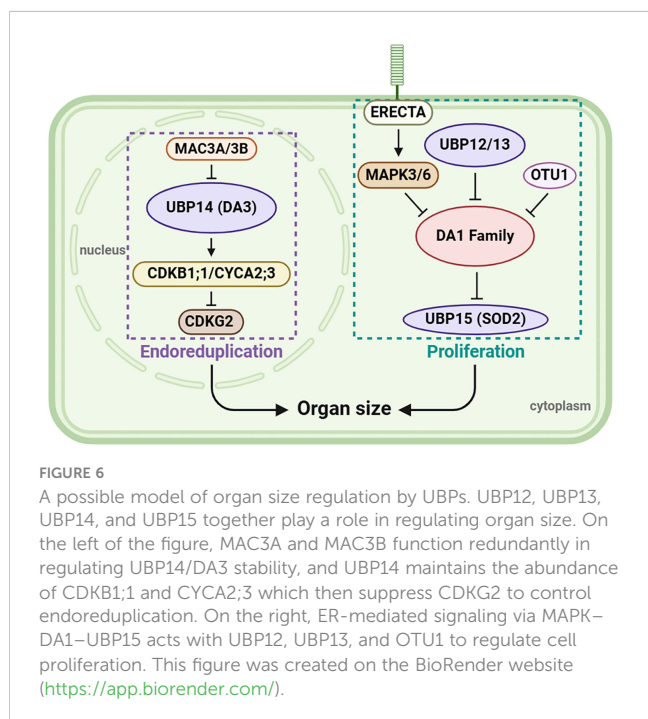 ERECTA
MAC3A/3B
UBP12/13
MAPK3/6
OTU1
UBP14 (DA3)
nucleus
DA1 Family
CDKB1;1/CYCA2;3
CDKG2
UBP15 (SOD2)
Endoreduplication
Proliferation
Organ size
cytoplasm
FIGURE 6
A possible model of organ size regulation by UBPs. UBP12, UBP13,
UBP14, and UBP15 together play a role in regulating organ size. On
the left of the figure, MAC3A and MAC3B function redundantly in
regulating UBP14/DA3 stability, and UBP14 maintains the abundance
of CDKB1;1 and CYCA2;3 which then suppress CDKG2 to control
endoreduplication. On the right, ER-mediated signaling via MAPK–
DA1–UBP15 acts with UBP12, UBP13, and OTU1 to regulate cell
proliferation. This figure was created on the BioRender website
(https://app.biorender.com/).